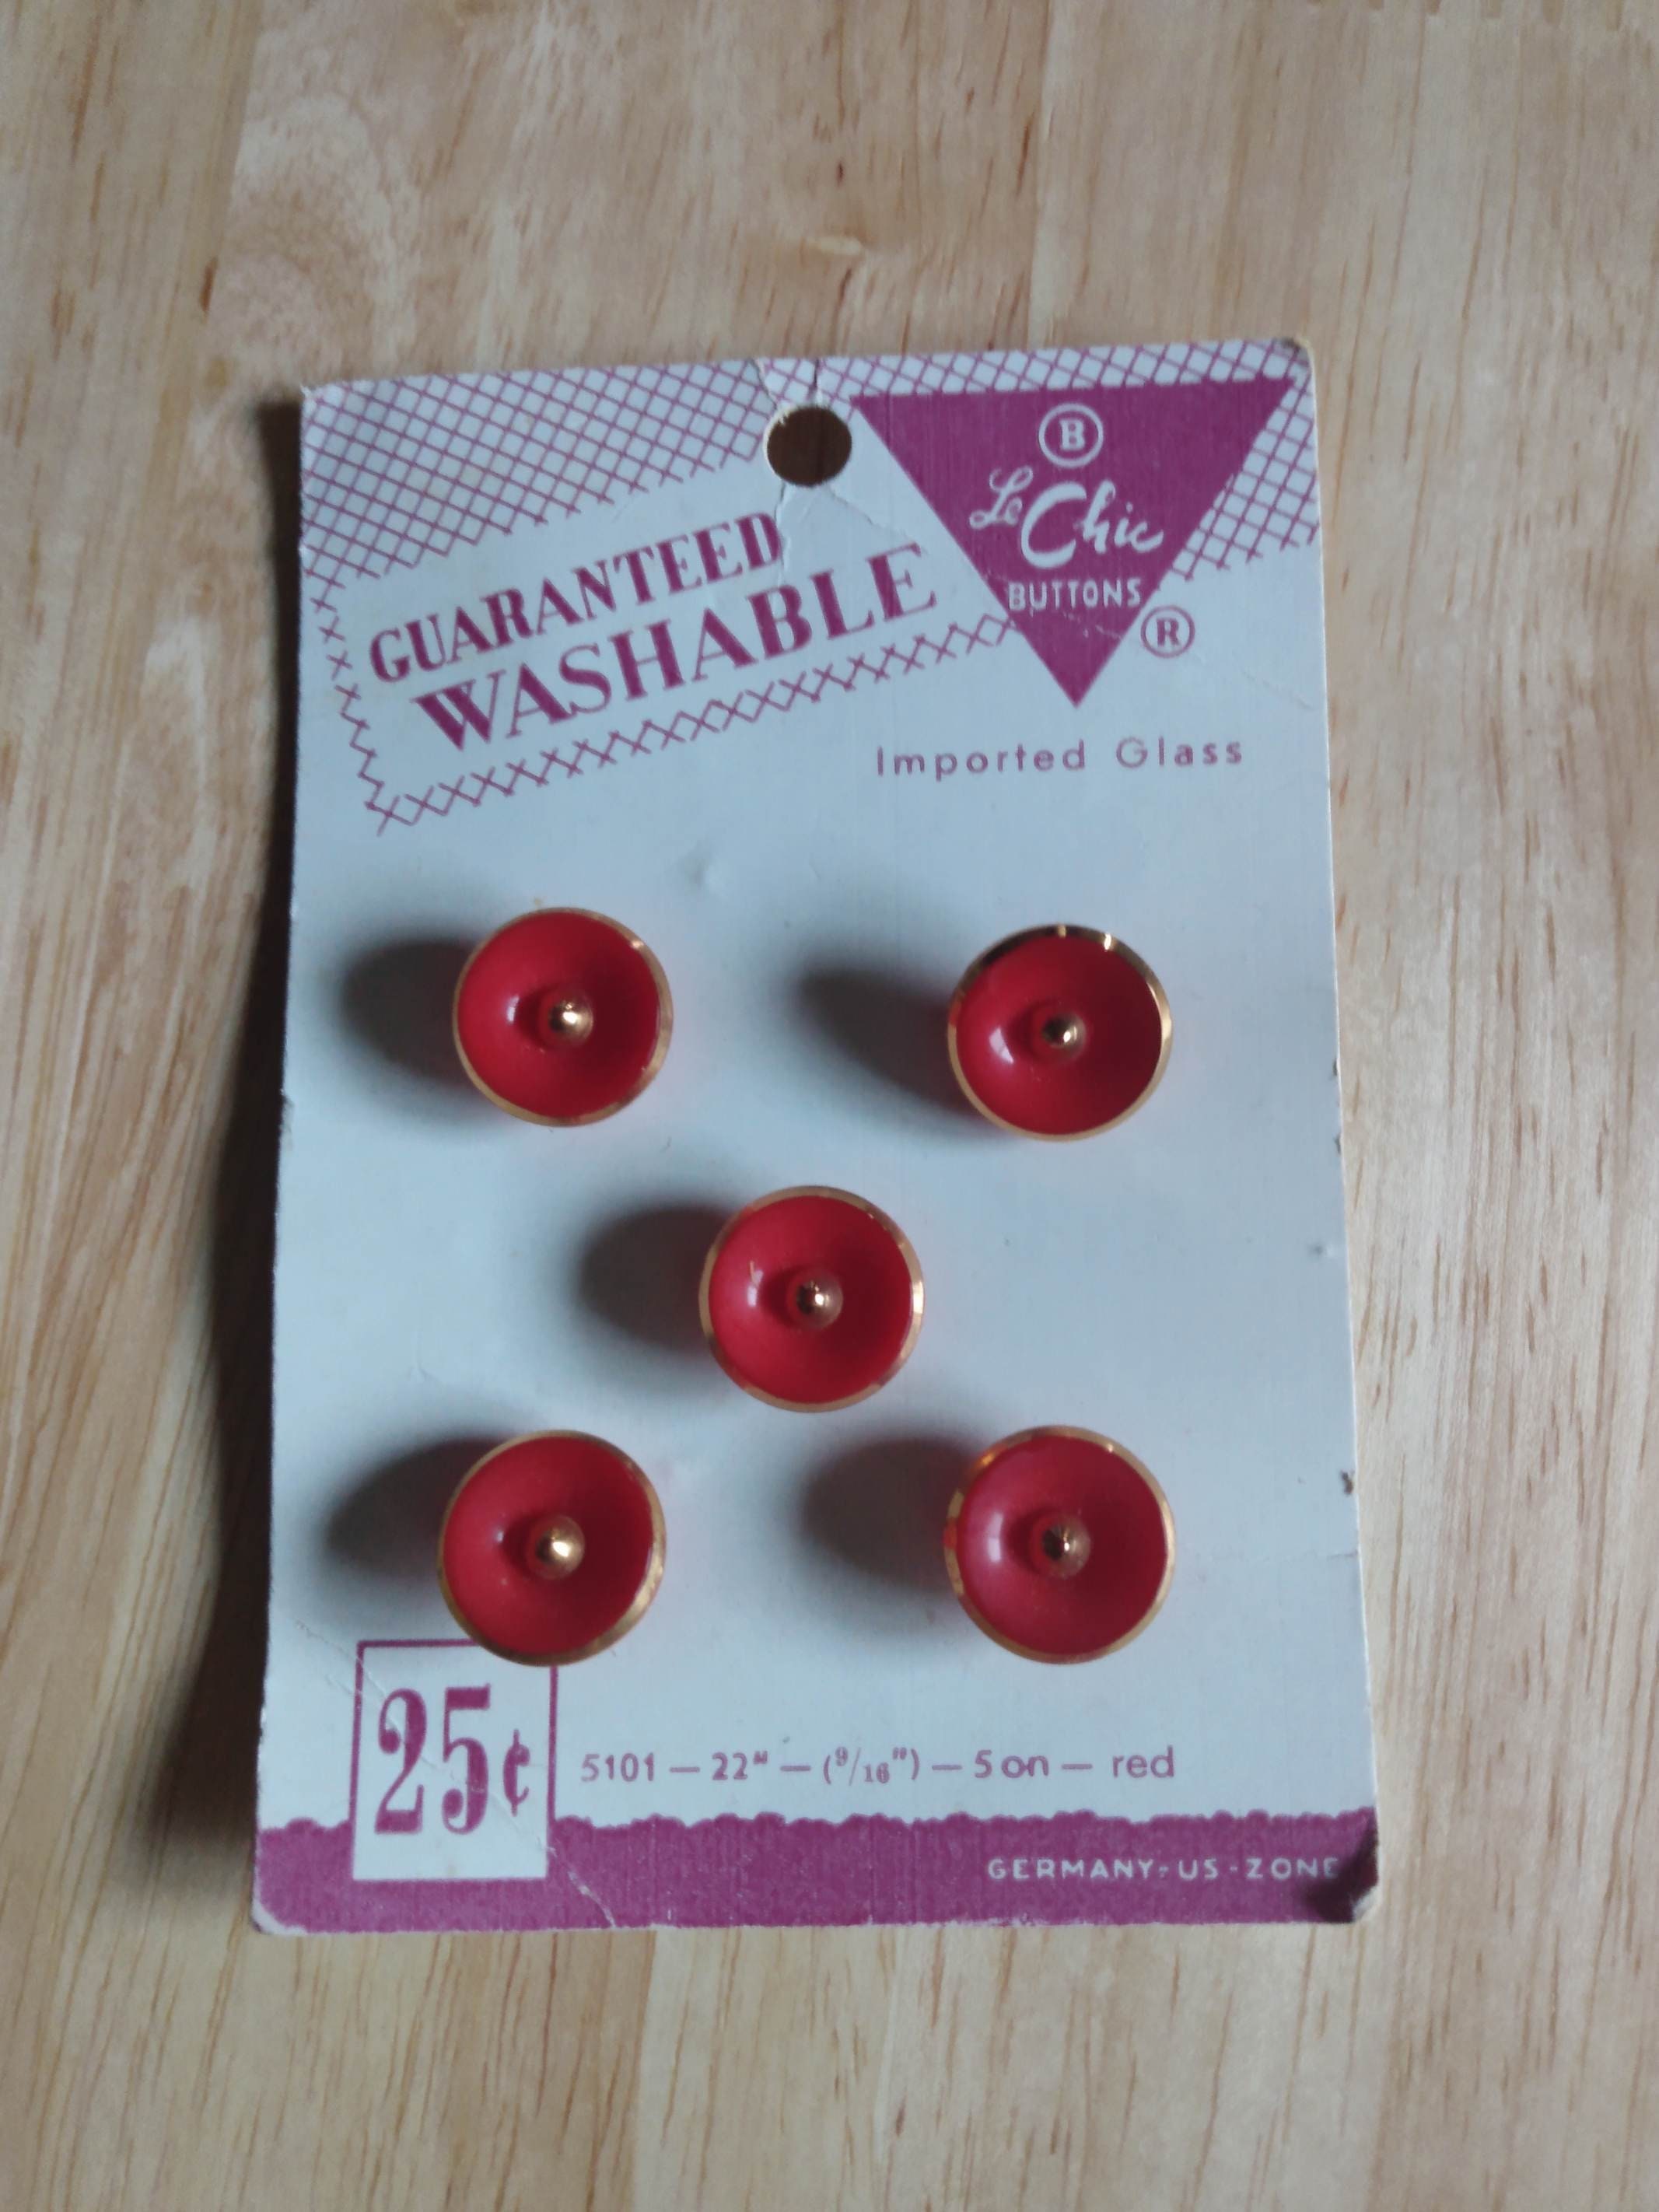 B
Le Chic
BUTTONS
®
GUARANTEED
WASHABLE
Imported Glass
25¢
5101 — 22''' — (9/16") — 5 on — red
GERMANY-US-ZONE